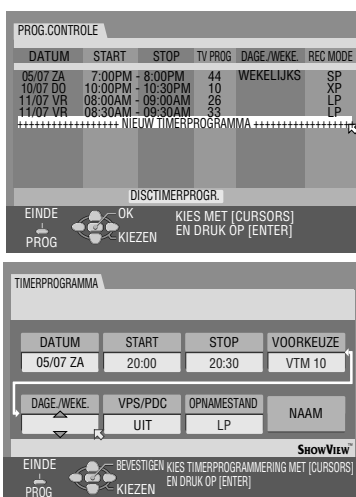 PROG.CONTROLE
DATUM START STOP TV PROG DAGE./WEKE. REC MODE
05/07 ZA 7:00PM - 8:00PM 44 WEKELIJKS SP
10/07 DO 10:00PM - 10:30PM 10 XP
11/07 VR 08:00AM - 09:00AM 26 LP
11/07 VR 08:30AM - 09:30AM 33 LP
++++++++++++++++++ NIEUW TIMERPROGRAMMA ++++++++++++++++++
DISCTIMERPROGR.
EINDE OK KIES MET [CURSORS]
PROG KIEZEN EN DRUK OP [ENTER]
TIMERPROGRAMMA
DATUM START STOP VOORKEUZE
05/07 ZA 20:00 20:30 VTM 10
DAGE./WEKE. VPS/PDC OPNAMESTAND NAAM
UIT LP
SHOWVIEW™
EINDE BEVESTIGEN KIES TIMERPROGRAMMERING MET [CURSORS]
PROG KIEZEN EN DRUK OP [ENTER]